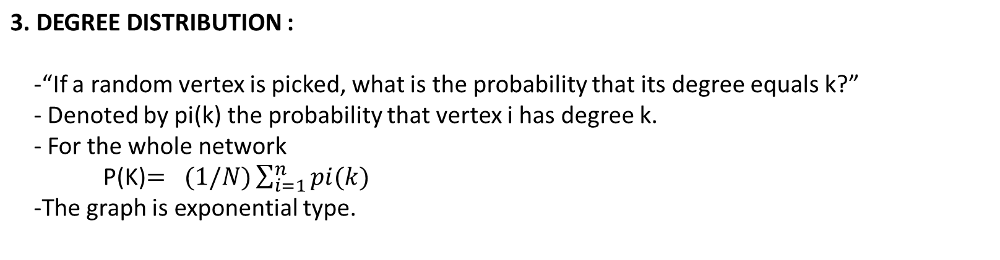 3. DEGREE DISTRIBUTION :
-“If a random vertex is picked, what is the probability that its degree equals k?”
- Denoted by pi(k) the probability that vertex i has degree k.
- For the whole network
P(K)= (1/N) ∑ⁿᵢ₌₁ pi(k)
-The graph is exponential type.